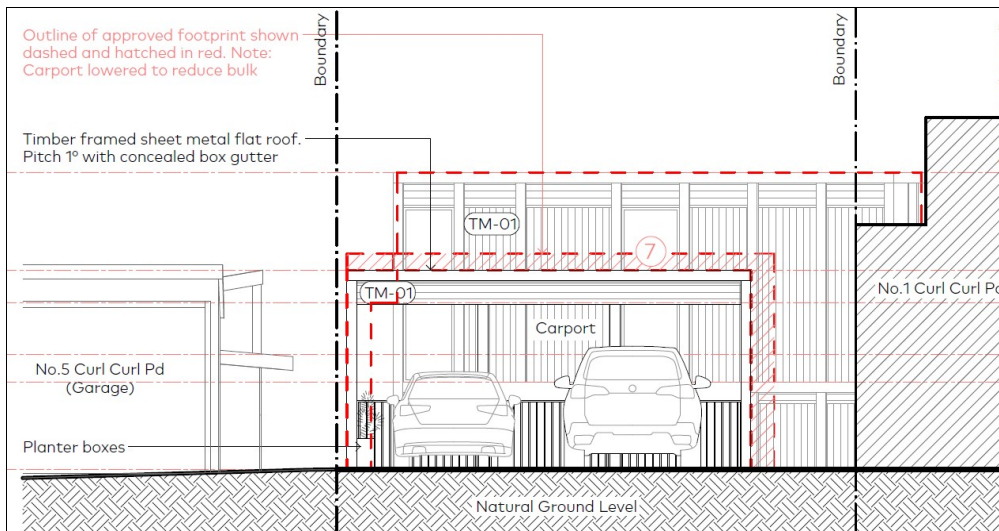 Outline of approved footprint shown
dashed and hatched in red. Note:
Carport lowered to reduce bulk
Boundary
Boundary
Timber framed sheet metal flat roof.
Pitch 1º with concealed box gutter
TM-01
7
TM-01
No.1 Curl Curl Pd
Carport
No.5 Curl Curl Pd
(Garage)
Planter boxes
Natural Ground Level